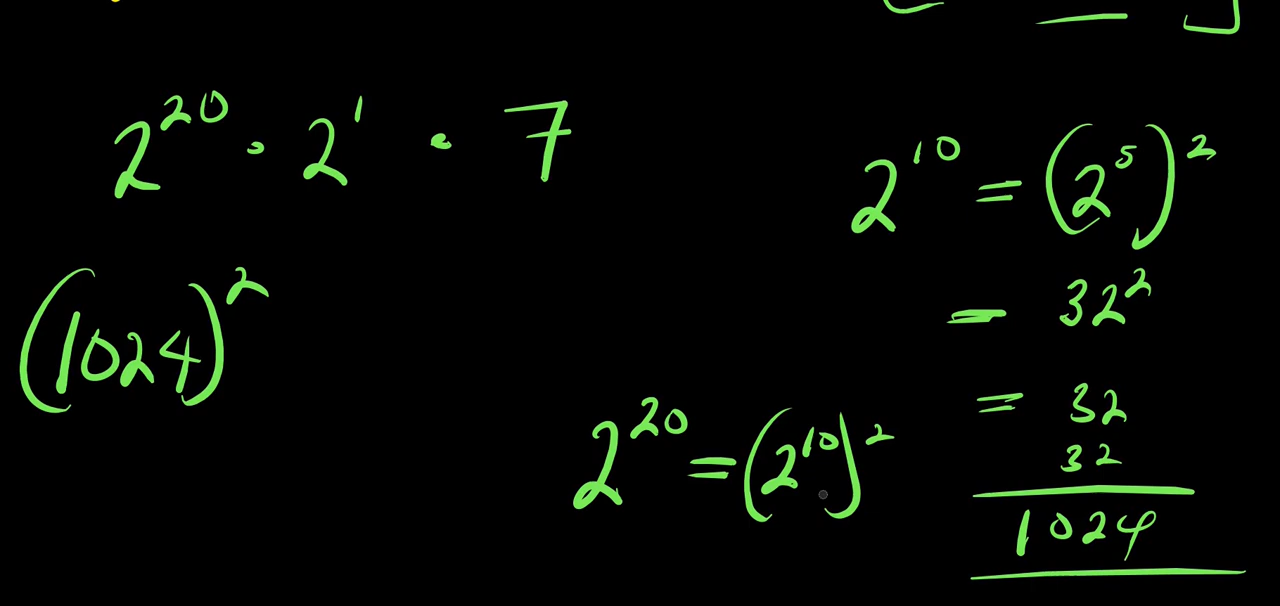 2^20 · 2^1 · 7
2^10 = (2^5)^2
= 32^2
(1024)^2
= 32
32
2^20 = (2^10)^2
1024